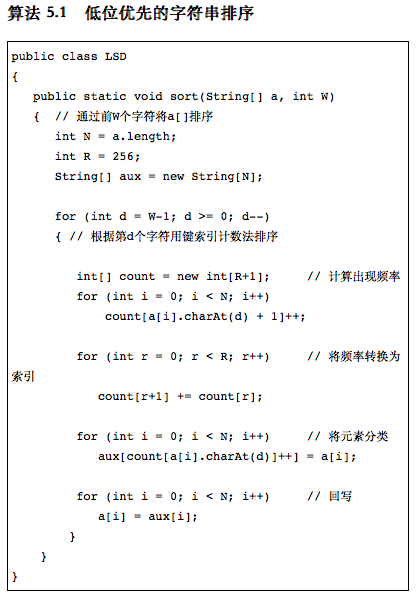 算法 5.1 低位优先的字符串排序
public class LSD
{
public static void sort(String[] a, int W)
{ // 通过前W个字符将a[]排序
int N = a.length;
int R = 256;
String[] aux = new String[N];
for (int d = W-1; d >= 0; d--)
{ // 根据第d个字符用键索引计数法排序
int[] count = new int[R+1]; // 计算出现频率
for (int i = 0; i < N; i++)
count[a[i].charAt(d) + 1]++;
for (int r = 0; r < R; r++) // 将频率转换为
索引
count[r+1] += count[r];
for (int i = 0; i < N; i++) // 将元素分类
aux[count[a[i].charAt(d)]++] = a[i];
for (int i = 0; i < N; i++) // 回写
a[i] = aux[i];
}
}
}